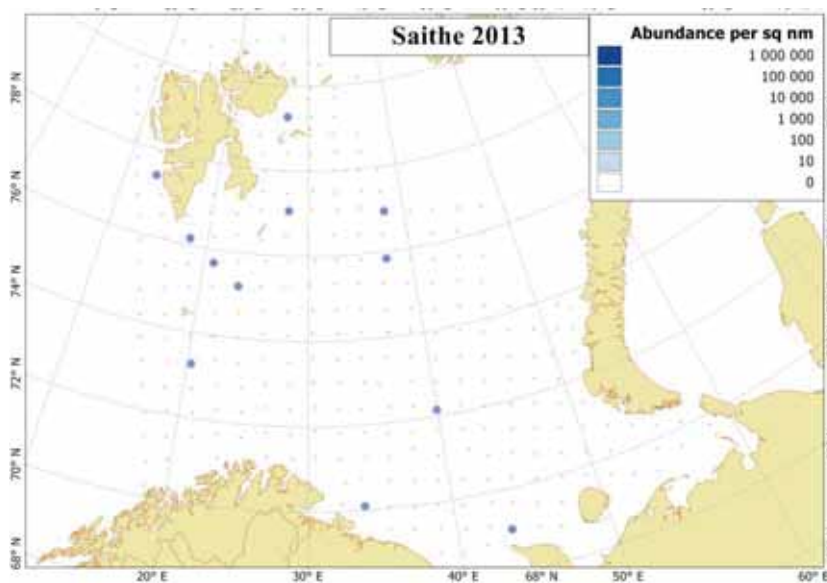 Saithe 2013
Abundance per sq nm
1 000 000
100 000
10 000
1 000
100
10
0
78° N
76° N
74° N
72° N
70° N
68° N
20° E
30° E
40° E
68° N
50° E
60° E